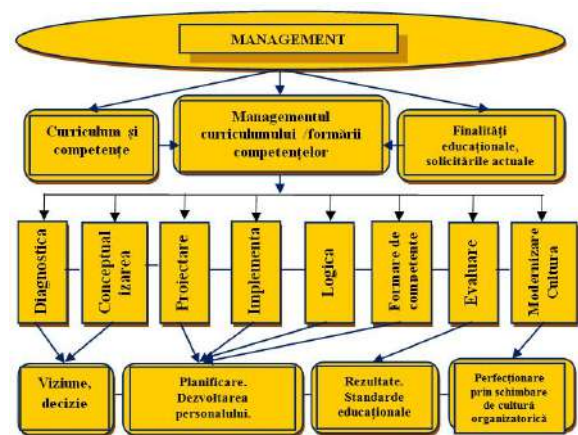 MANAGEMENT
Curriculum și
competențe
Managementul
curriculumului /formării
competențelor
Finalități
educaționale,
solicitările actuale
Diagnostica
Conceptual
izarea
Proiectare
Implementa
Logica
Formare de
competente
Evaluare
Modernizare
Cultura
Viziune,
decizie
Planificare.
Dezvoltarea
personalului.
Rezultate.
Standarde
educaționale
Perfecționare
prin schimbare
de cultură
organizatorică